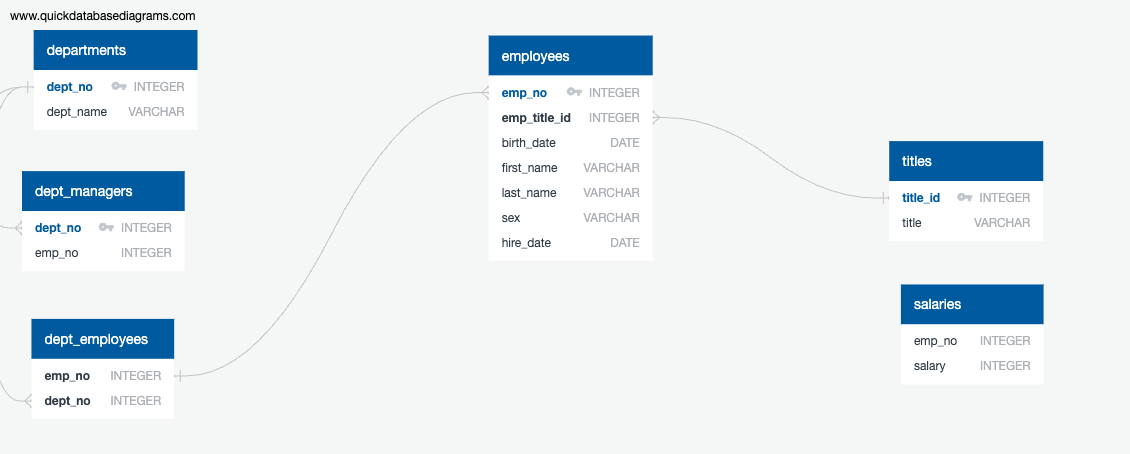 www.quickdatabasediagrams.com
departments
dept_no INTEGER
dept_name VARCHAR
dept_managers
dept_no INTEGER
emp_no INTEGER
dept_employees
emp_no INTEGER
dept_no INTEGER
employees
emp_no INTEGER
emp_title_id INTEGER
birth_date DATE
first_name VARCHAR
last_name VARCHAR
sex VARCHAR
hire_date DATE
titles
title_id INTEGER
title VARCHAR
salaries
emp_no INTEGER
salary INTEGER